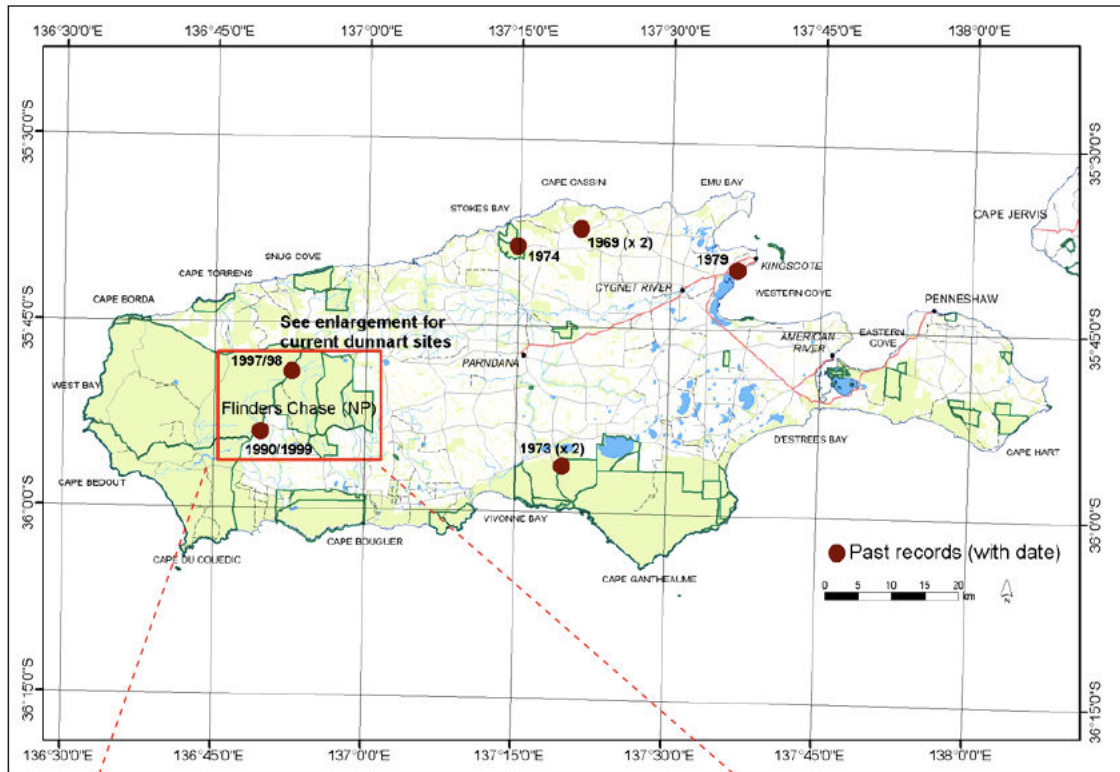 136°30'0"E
136°45'0"E
137°0'0"E
137°15'0"E
137°30'0"E
137°45'0"E
138°0'0"E
35°30'0"S
35°30'0"S
CAPE CASSIN
EMU BAY
STOKES BAY
CAPE JERVIS
1969 (x 2)
1974
1979
KINGSCOTE
SNUG COVE
CAPE TORRENS
CYGNET RIVER
WESTERN COVE
CAPE BORDA
PENNESHAW
35°45'0"S
35°45'0"S
See enlargement for
current dunnart sites
AMERICAN
RIVER
EASTERN
COVE
PARNDANA
1997/98
WEST BAY
Flinders Chase (NP)
1990/1999
1973 (x 2)
D'ESTREES BAY
CAPE HART
CAPE BEDOUT
36°0'0"S
36°0'0"S
VIVONNE BAY
CAPE BOUGUER
CAPE DU COUEDIC
CAPE GANTHEAUME
Past records (with date)
0 5 10 15 20
km
N
36°15'0"S
36°15'0"S
136°30'0"E
136°45'0"E
137°0'0"E
137°15'0"E
137°30'0"E
137°45'0"E
138°0'0"E